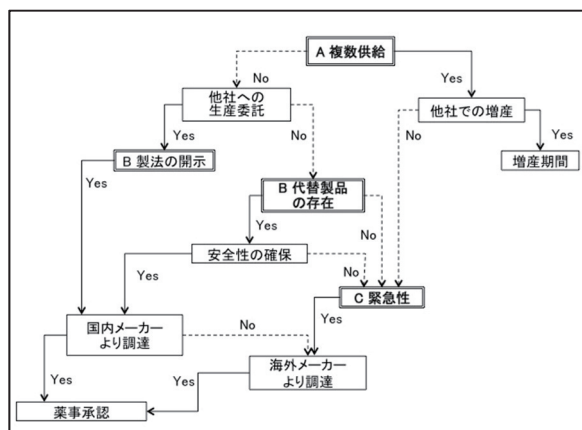 A 複数供給
No
Yes
他社への
生産委託
他社での増産
Yes
No
No
Yes
B 製法の開示
増産期間
Yes
B 代替製品
の存在
Yes
No
安全性の確保
Yes
No
C 緊急性
国内メーカー
より調達
No
Yes
海外メーカー
より調達
Yes
Yes
薬事承認